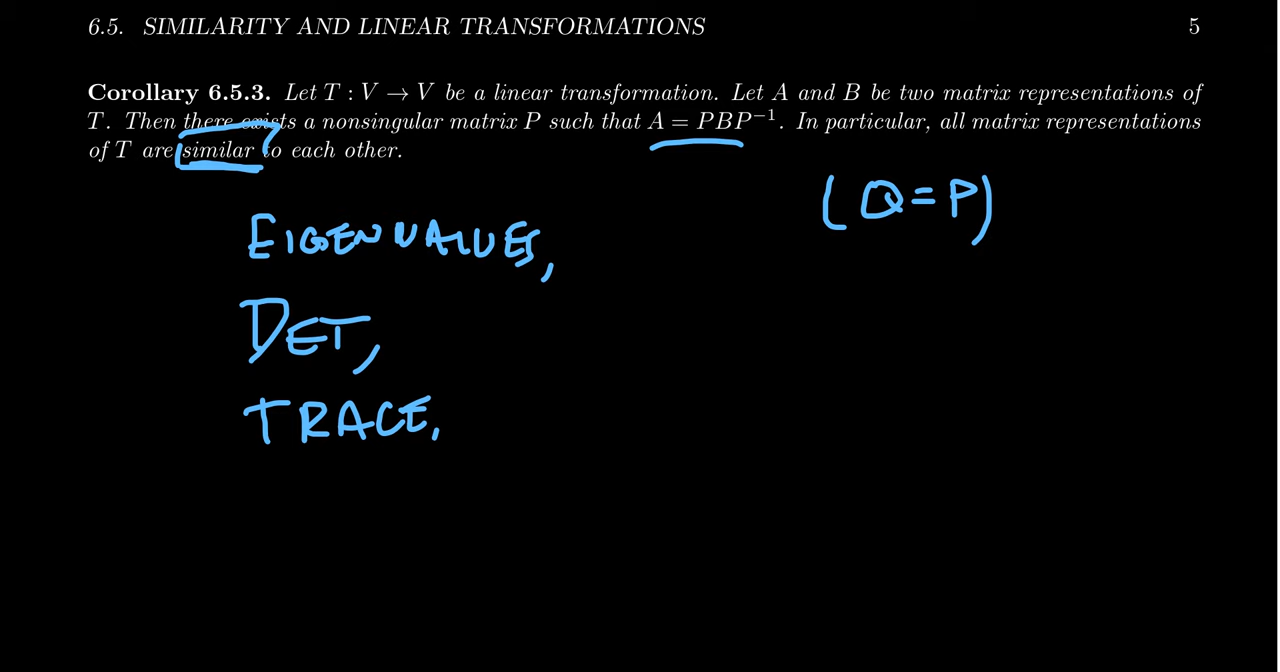 6.5. SIMILARITY AND LINEAR TRANSFORMATIONS 5
Corollary 6.5.3. Let T : V → V be a linear transformation. Let A and B be two matrix representations of
T. Then there exists a nonsingular matrix P such that A = PBP⁻¹. In particular, all matrix representations
of T are similar to each other.
(Q=P)
EIGENVALUES,
DET,
TRACE,